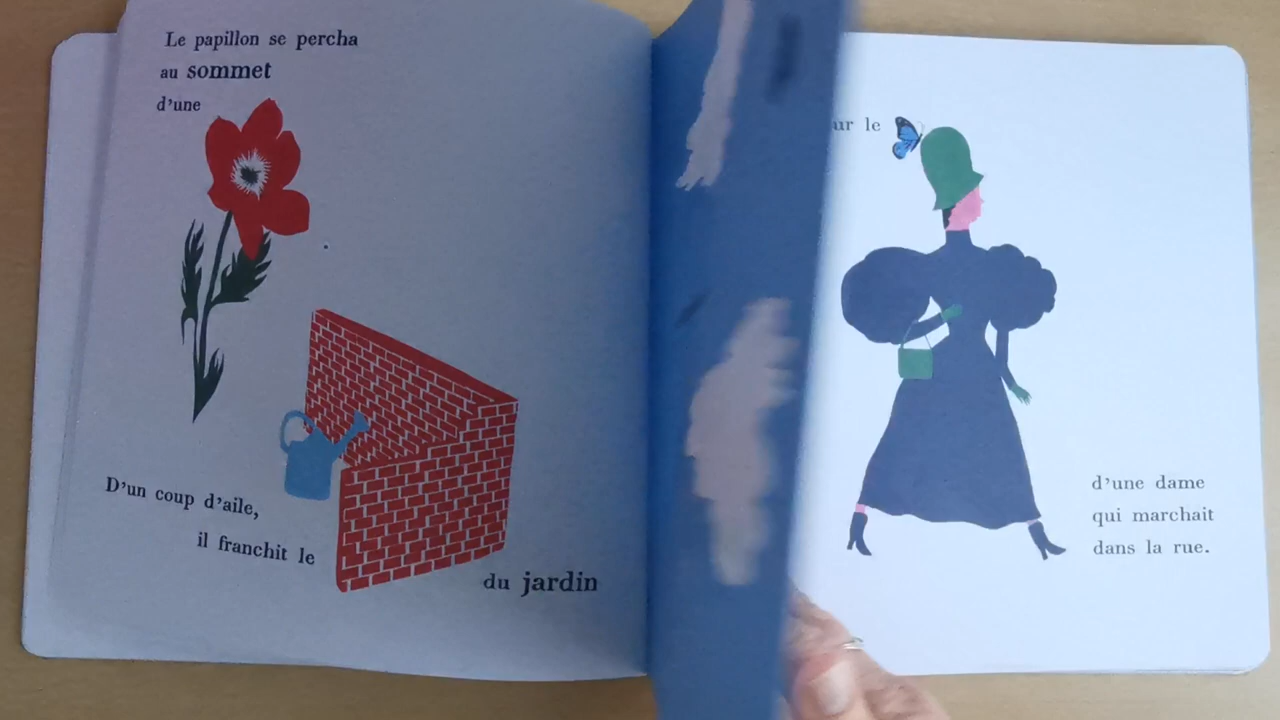 Le papillon se percha
au sommet
d'une
D'un coup d'aile,
il franchit le
du jardin
le
d'une dame
qui marchait
dans la rue.